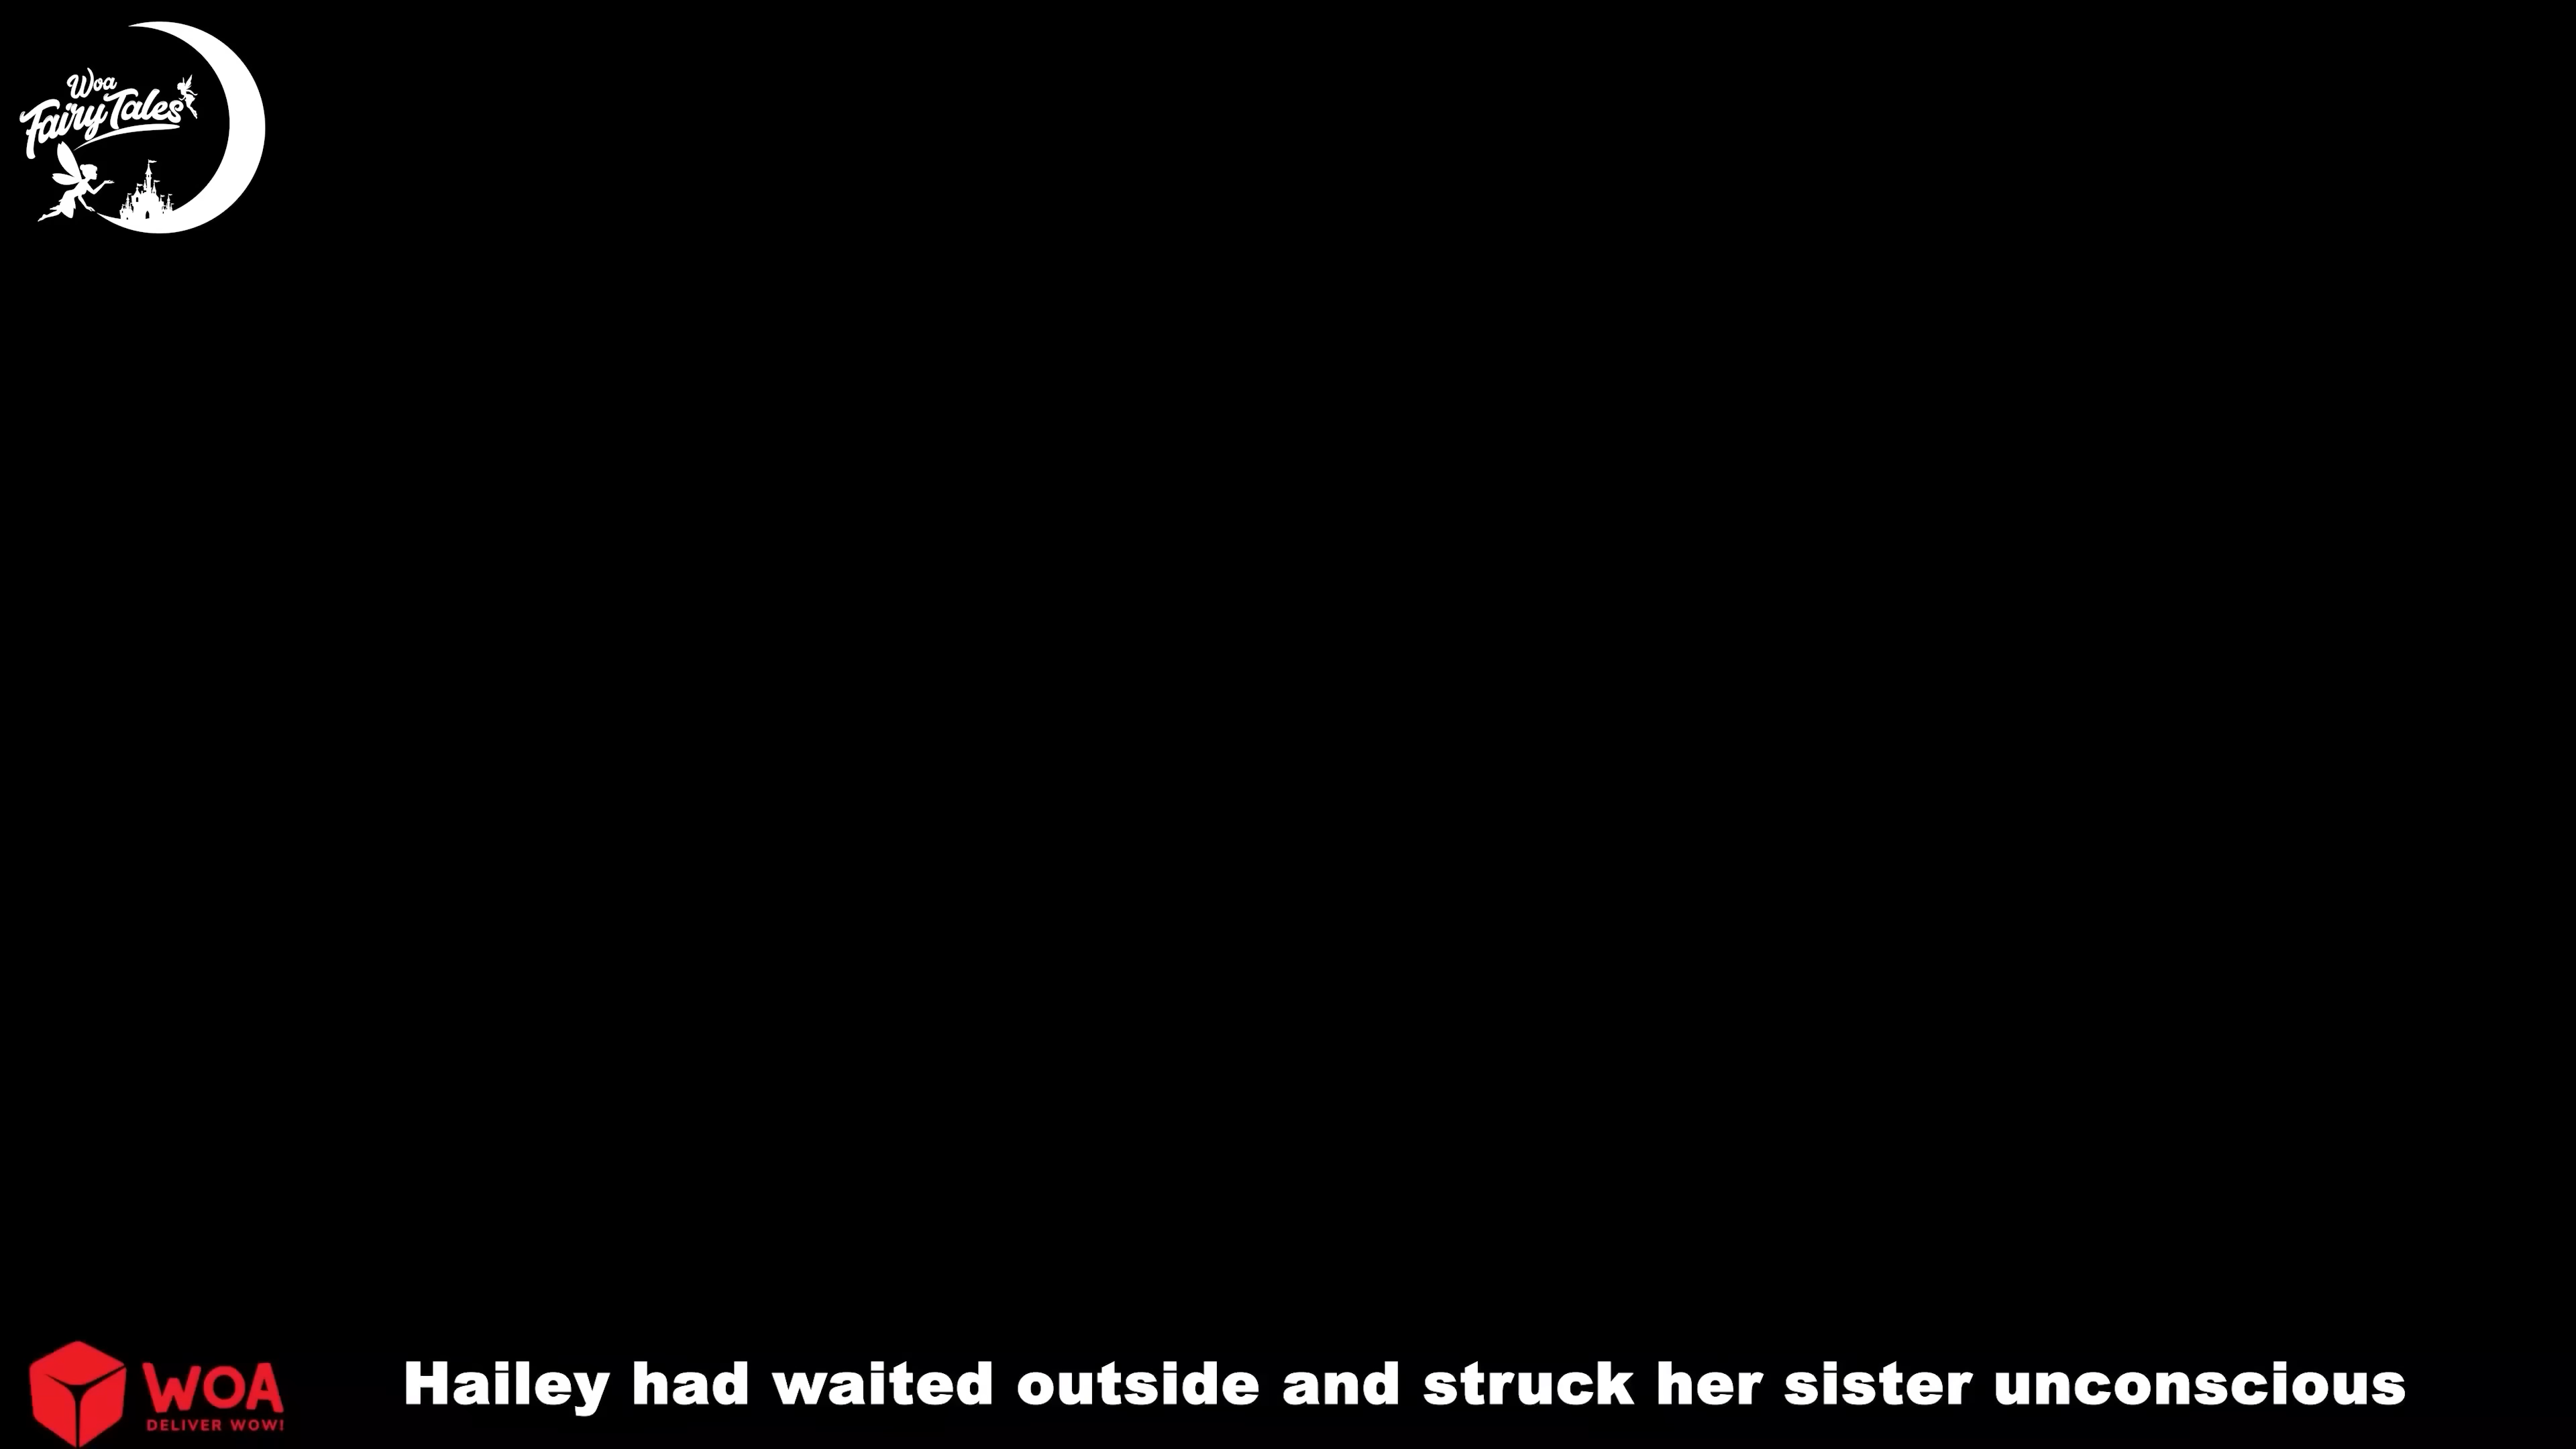 Woa
Fairy Tales
WOA
DELIVER WOW!
Hailey had waited outside and struck her sister unconscious